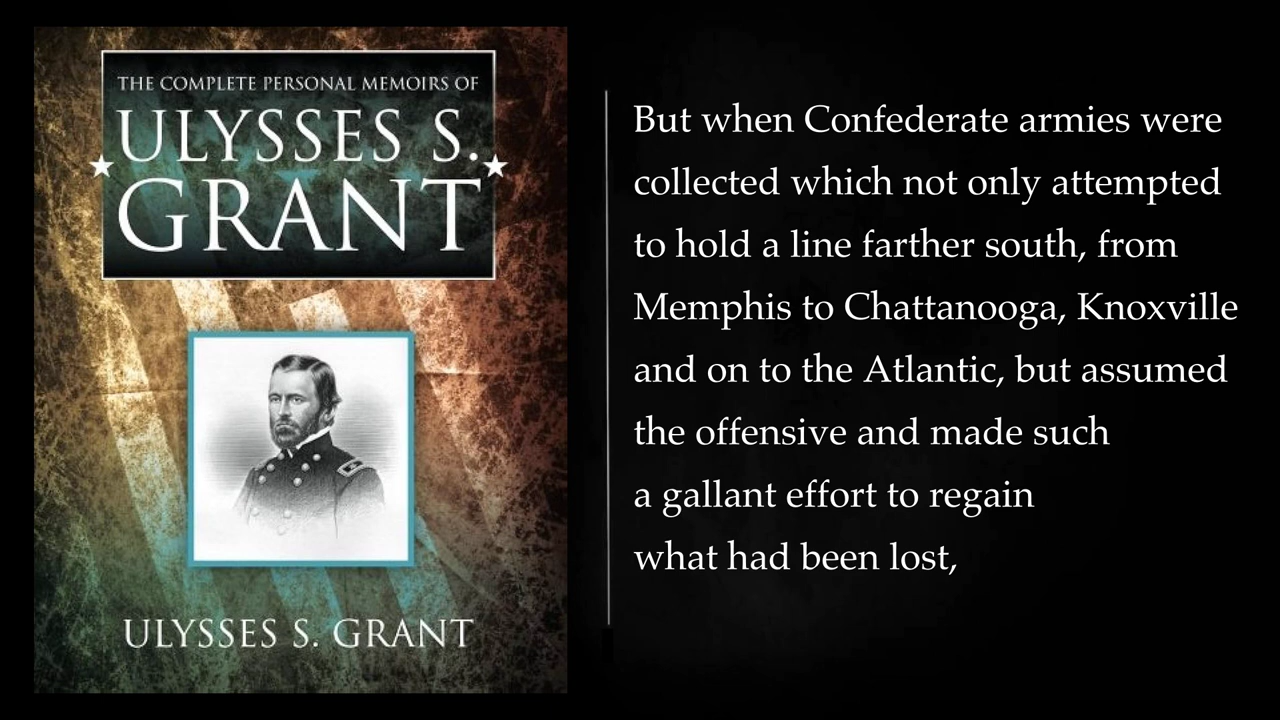 THE COMPLETE PERSONAL MEMOIRS OF
ULYSSES S.
GRANT
ULYSSES S. GRANT
But when Confederate armies were
collected which not only attempted
to hold a line farther south, from
Memphis to Chattanooga, Knoxville
and on to the Atlantic, but assumed
the offensive and made such
a gallant effort to regain
what had been lost,